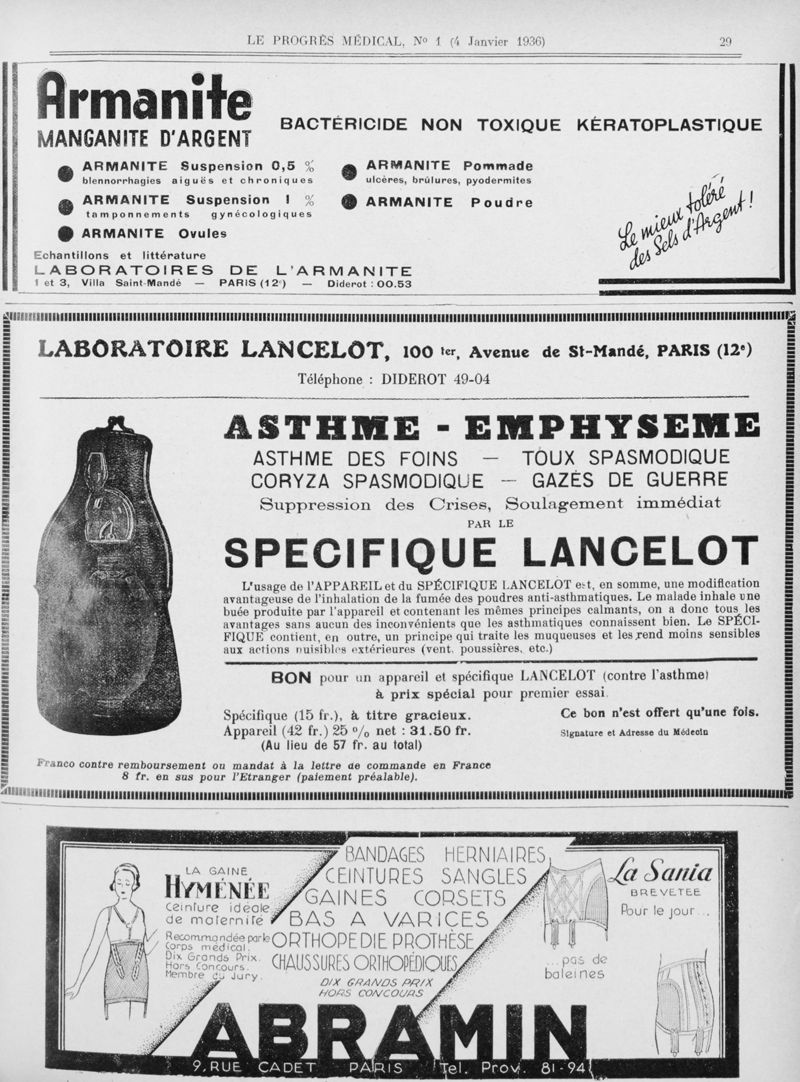 LE PROGRÈS MÉDICAL, Nº 1 (4 Janvier 1936) 29
Armanite
MANGANITE D'ARGENT
BACTÉRICIDE NON TOXIQUE KÉRATOPLASTIQUE
ARMANITE Suspension 0,5 %
blennorrhagies aiguës et chroniques
ARMANITE Suspension 1 %
tamponnements gynécologiques
ARMANITE Ovules
ARMANITE Pommade
ulcères, brûlures, pyodermites
ARMANITE Poudre
Le mieux toléré
des Sels d'Argent!
Echantillons et littérature
LABORATOIRES DE L'ARMANITE
1 et 3, Villa Saint-Mandé — PARIS (12e) — Diderot : 00.53
LABORATOIRE LANCELOT, 100 ter, Avenue de St-Mandé, PARIS (12e)
Téléphone : DIDEROT 49-04
ASTHME - EMPHYSEME
ASTHME DES FOINS — TOUX SPASMODIQUE
CORYZA SPASMODIQUE — GAZÉS DE GUERRE
Suppression des Crises, Soulagement immédiat
PAR LE
SPECIFIQUE LANCELOT
L'usage de l'APPAREIL et du SPÉCIFIQUE LANCELOT est, en somme, une modification
avantageuse de l'inhalation de la fumée des poudres anti-asthmatiques. Le malade inhale une
buée produite par l'appareil et contenant les mêmes principes calmants, on a donc tous les
avantages sans aucun des inconvénients que les asthmatiques connaissent bien. Le SPÉCI-
FIQUE contient, en outre, un principe qui traite les muqueuses et les rend moins sensibles
aux actions nuisibles extérieures (vent, poussières, etc.)
BON pour un appareil et spécifique LANCELOT (contre l'asthme)
à prix spécial pour premier essai
Spécifique (15 fr.), à titre gracieux.
Appareil (42 fr.) 25 % net : 31.50 fr.
(Au lieu de 57 fr. au total)
Ce bon n'est offert qu'une fois.
Signature et Adresse du Médecin
Franco contre remboursement ou mandat à la lettre de commande en France
8 fr. en sus pour l'Etranger (paiement préalable).
LA GAINE
HYMÉNÉE
Ceinture idéale
de maternité
Recommandée par le
Corps médical.
Dix Grands Prix.
Hors Concours.
Membre du Jury.
BANDAGES HERNIAIRES
CEINTURES SANGLES
GAINES CORSETS
BAS A VARICES
ORTHOPEDIE PROTHÈSE
CHAUSSURES ORTHOPÉDIQUES
DIX GRANDS PRIX
HORS CONCOURS
La Sania
BREVETEE
Pour le jour...
...pas de
baleines
ABRAMIN
9, RUE CADET PARIS Tel. Prov. 81-94